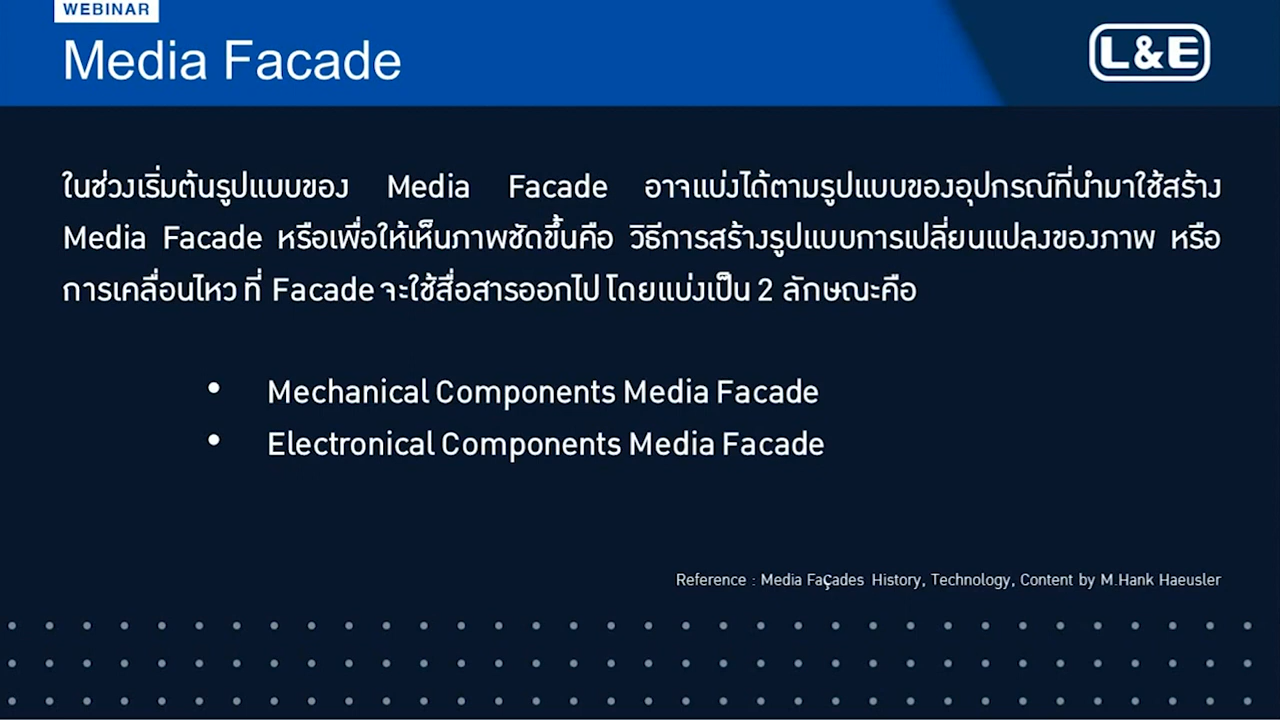 WEBINAR
Media Facade
L&E
ในช่วงเริ่มต้นรูปแบบของ Media Facade อาจแบ่งได้ตามรูปแบบของอุปกรณ์ที่นำมาใช้สร้าง
Media Facade หรือเพื่อให้เห็นภาพชัดขึ้นคือ วิธีการสร้างรูปแบบการเปลี่ยนแปลงของภาพ หรือ
การเคลื่อนไหว ที่ Facade จะใช้สื่อสารออกไป โดยแบ่งเป็น 2 ลักษณะคือ
• Mechanical Components Media Facade
• Electronical Components Media Facade
Reference : Media Façades History, Technology, Content by M.Hank Haeusler